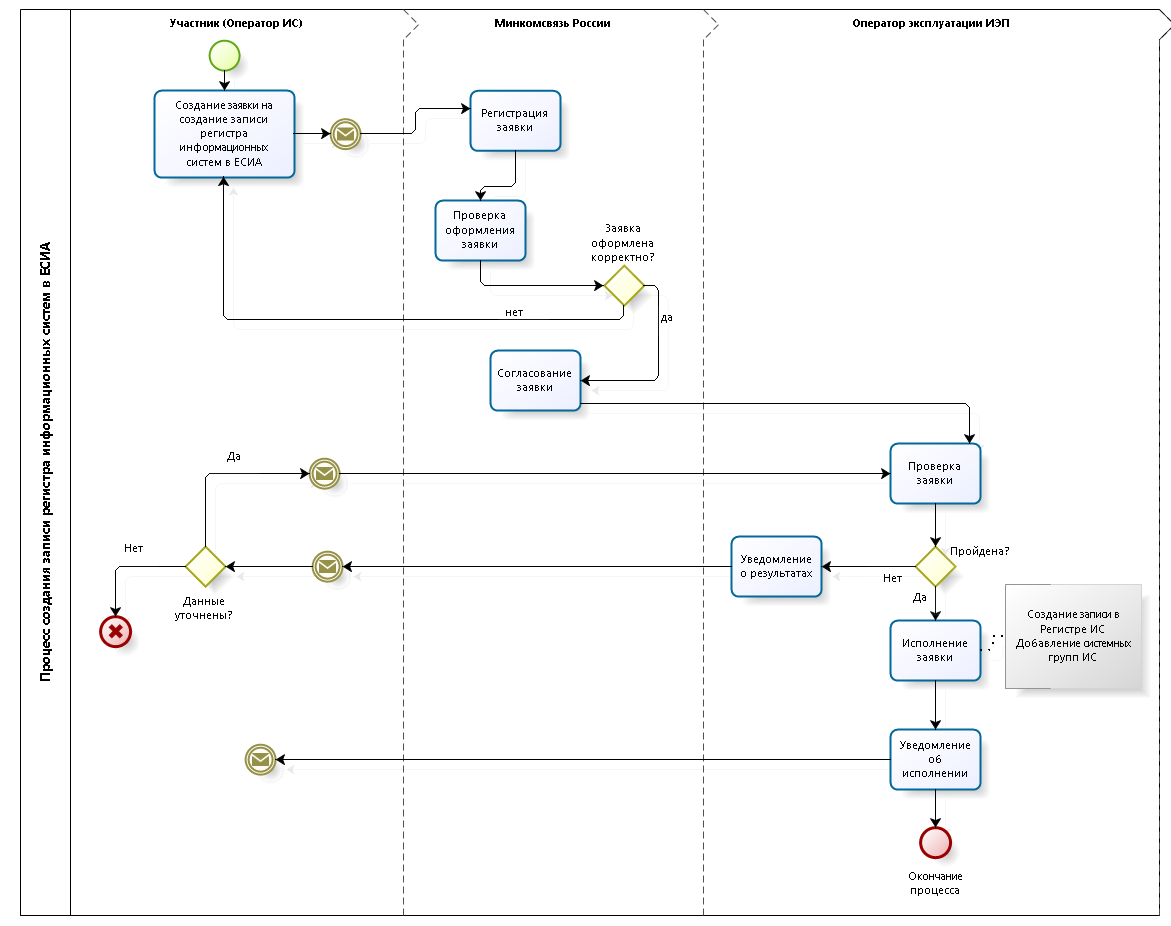 Процесс создания записи регистра информационных систем в ЕСИА
Участник (Оператор ИС)
Минкомсвязь России
Оператор эксплуатации ИЭП
Создание заявки на
создание записи
регистра
информационных
систем в ЕСИА
Регистрация
заявки
Проверка
оформления
заявки
Заявка
оформлена
корректно?
нет
да
Согласование
заявки
Да
Проверка
заявки
Нет
Данные
уточнены?
Уведомление
о результатах
Пройдена?
Нет
Да
Исполнение
заявки
Создание записи в
Регистре ИС
Добавление системных
групп ИС
Уведомление
об
исполнении
Окончание
процесса